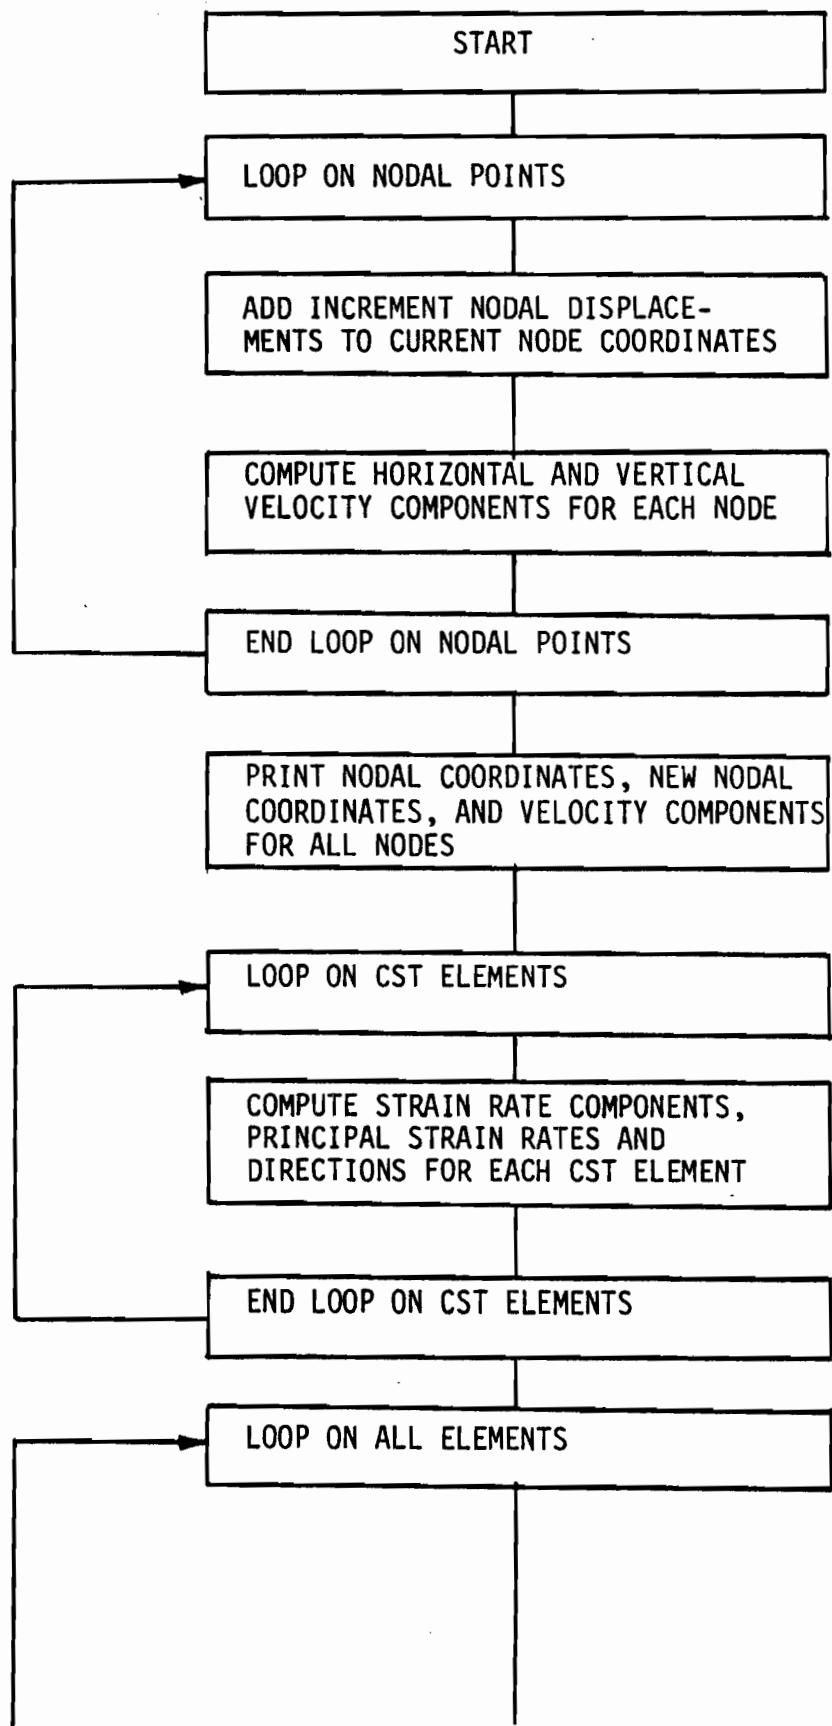 START
LOOP ON NODAL POINTS
ADD INCREMENT NODAL DISPLACE-
MENTS TO CURRENT NODE COORDINATES
COMPUTE HORIZONTAL AND VERTICAL
VELOCITY COMPONENTS FOR EACH NODE
END LOOP ON NODAL POINTS
PRINT NODAL COORDINATES, NEW NODAL
COORDINATES, AND VELOCITY COMPONENTS
FOR ALL NODES
LOOP ON CST ELEMENTS
COMPUTE STRAIN RATE COMPONENTS,
PRINCIPAL STRAIN RATES AND
DIRECTIONS FOR EACH CST ELEMENT
END LOOP ON CST ELEMENTS
LOOP ON ALL ELEMENTS